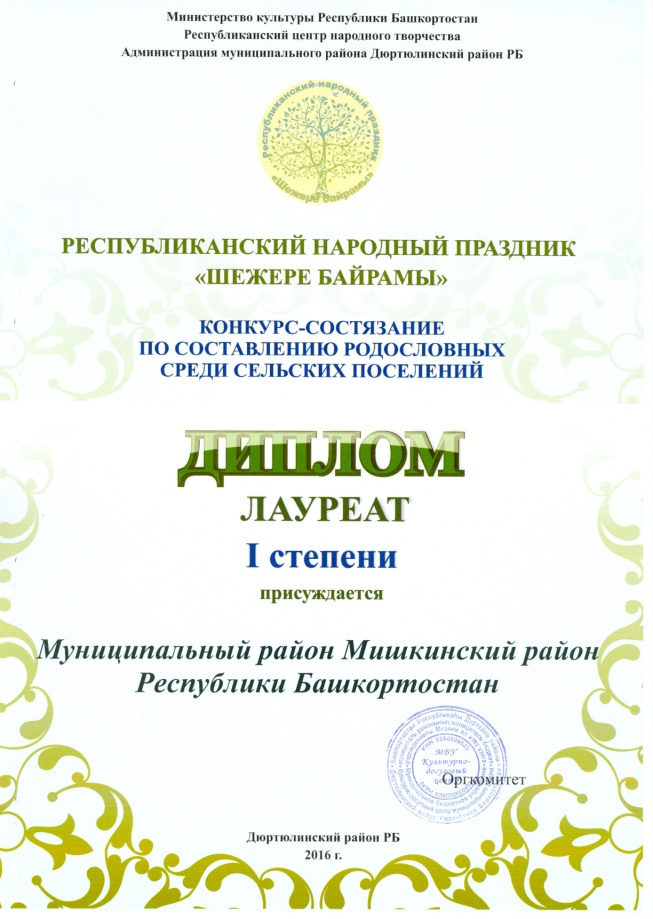 Министерство культуры Республики Башкортостан
Республиканский центр народного творчества
Администрация муниципального района Дюртюлинский район РБ
Республиканский народный праздник
«Шежере байрамы»
РЕСПУБЛИКАНСКИЙ НАРОДНЫЙ ПРАЗДНИК
«ШЕЖЕРЕ БАЙРАМЫ»
КОНКУРС-СОСТЯЗАНИЕ
ПО СОСТАВЛЕНИЮ РОДОСЛОВНЫХ
СРЕДИ СЕЛЬСКИХ ПОСЕЛЕНИЙ
ДИПЛОМ
ЛАУРЕАТ
I степени
присуждается
Муниципальный район Мишкинский район
Республики Башкортостан
МБУ
Культурно-
досуговый
Оргкомитет
Дюртюлинский район РБ
2016 г.